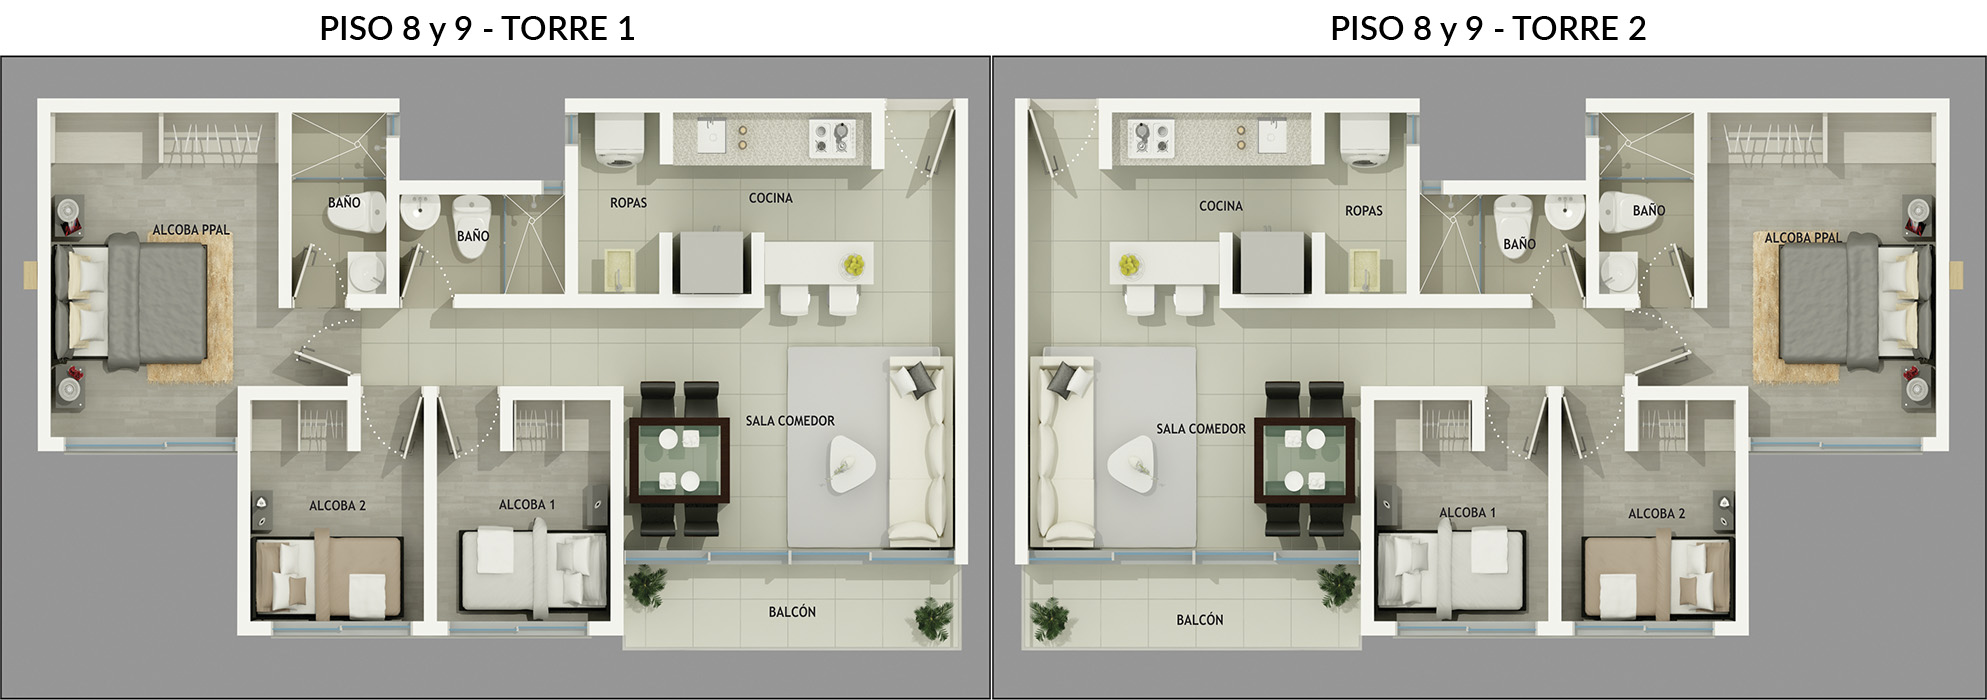 PISO 8 y 9 - TORRE 1
BAÑO
ROPAS
COCINA
ALCOBA PPAL
BAÑO
SALA COMEDOR
ALCOBA 2
ALCOBA 1
BALCÓN
PISO 8 y 9 - TORRE 2
COCINA
ROPAS
BAÑO
ALCOBA PPAL
BAÑO
SALA COMEDOR
ALCOBA 1
ALCOBA 2
BALCÓN